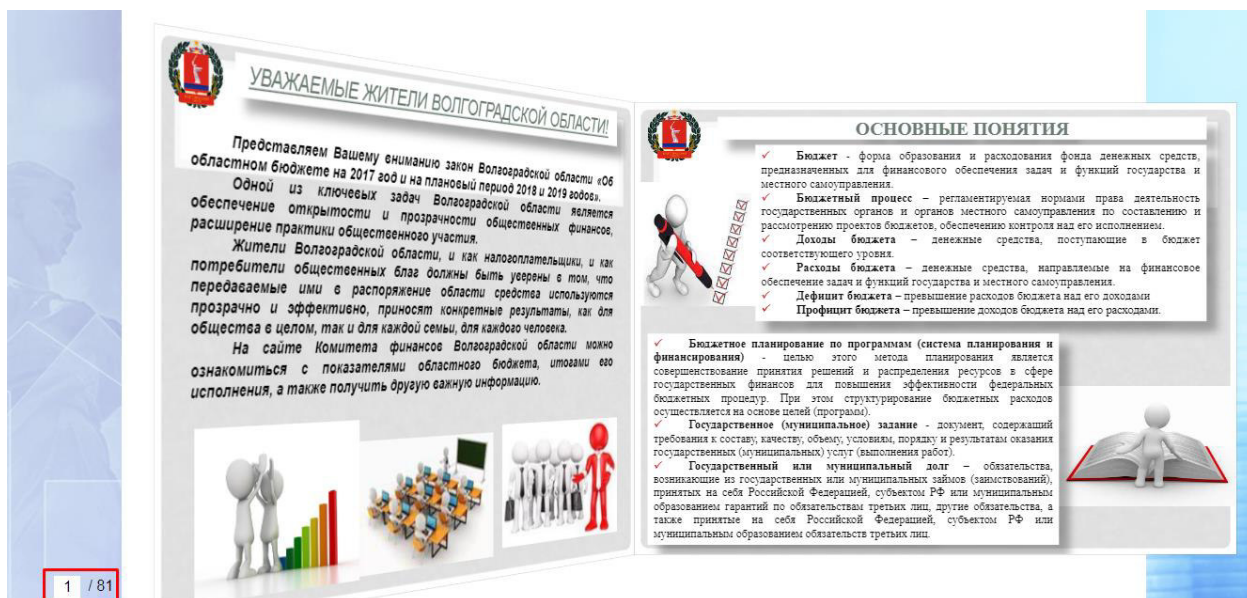 УВАЖАЕМЫЕ ЖИТЕЛИ ВОЛГОГРАДСКОЙ ОБЛАСТИ!
Представляем Вашему вниманию закон Волгоградской области «Об
областном бюджете на 2017 год и на плановый период 2018 и 2019 годов».
Одной из ключевых задач Волгоградской области является
обеспечение открытости и прозрачности общественных финансов,
расширение практики общественного участия.
Жители Волгоградской области, и как налогоплательщики, и как
потребители общественных благ должны быть уверены в том, что
передаваемые ими в распоряжение области средства используются
прозрачно и эффективно, приносят конкретные результаты, как для
общества в целом, так и для каждой семьи, для каждого человека.
На сайте Комитета финансов Волгоградской области можно
ознакомиться с показателями областного бюджета, итогами его
исполнения, а также получить другую важную информацию.
ОСНОВНЫЕ ПОНЯТИЯ
✓ Бюджет - форма образования и расходования фонда денежных средств,
предназначенных для финансового обеспечения задач и функций государства и
местного самоуправления.
✓ Бюджетный процесс – регламентируемая нормами права деятельность
государственных органов и органов местного самоуправления по составлению и
рассмотрению проектов бюджетов, обеспечению контроля над его исполнением.
✓ Доходы бюджета – денежные средства, поступающие в бюджет
соответствующего уровня.
✓ Расходы бюджета – денежные средства, направляемые на финансовое
обеспечение задач и функций государства и местного самоуправления.
✓ Дефицит бюджета – превышение расходов бюджета над его доходами
✓ Профицит бюджета – превышение доходов бюджета над его расходами.
✓ Бюджетное планирование по программам (система планирования и
финансирования) - целью этого метода планирования является
совершенствование принятия решений и распределения ресурсов в сфере
государственных финансов для повышения эффективности федеральных
бюджетных процедур. При этом структурирование бюджетных расходов
осуществляется на основе целей (программ).
✓ Государственное (муниципальное) задание - документ, содержащий
требования к составу, качеству, объему, условиям, порядку и результатам оказания
государственных (муниципальных) услуг (выполнения работ).
✓ Государственный или муниципальный долг – обязательства,
возникающие из государственных или муниципальных займов (заимствований),
принятых на себя Российской Федерацией, субъектом РФ или муниципальным
образованием гарантий по обязательствам третьих лиц, другие обязательства, а
также принятые на себя Российской Федерацией, субъектом РФ или
муниципальным образованием обязательств третьих лиц.
1 / 81